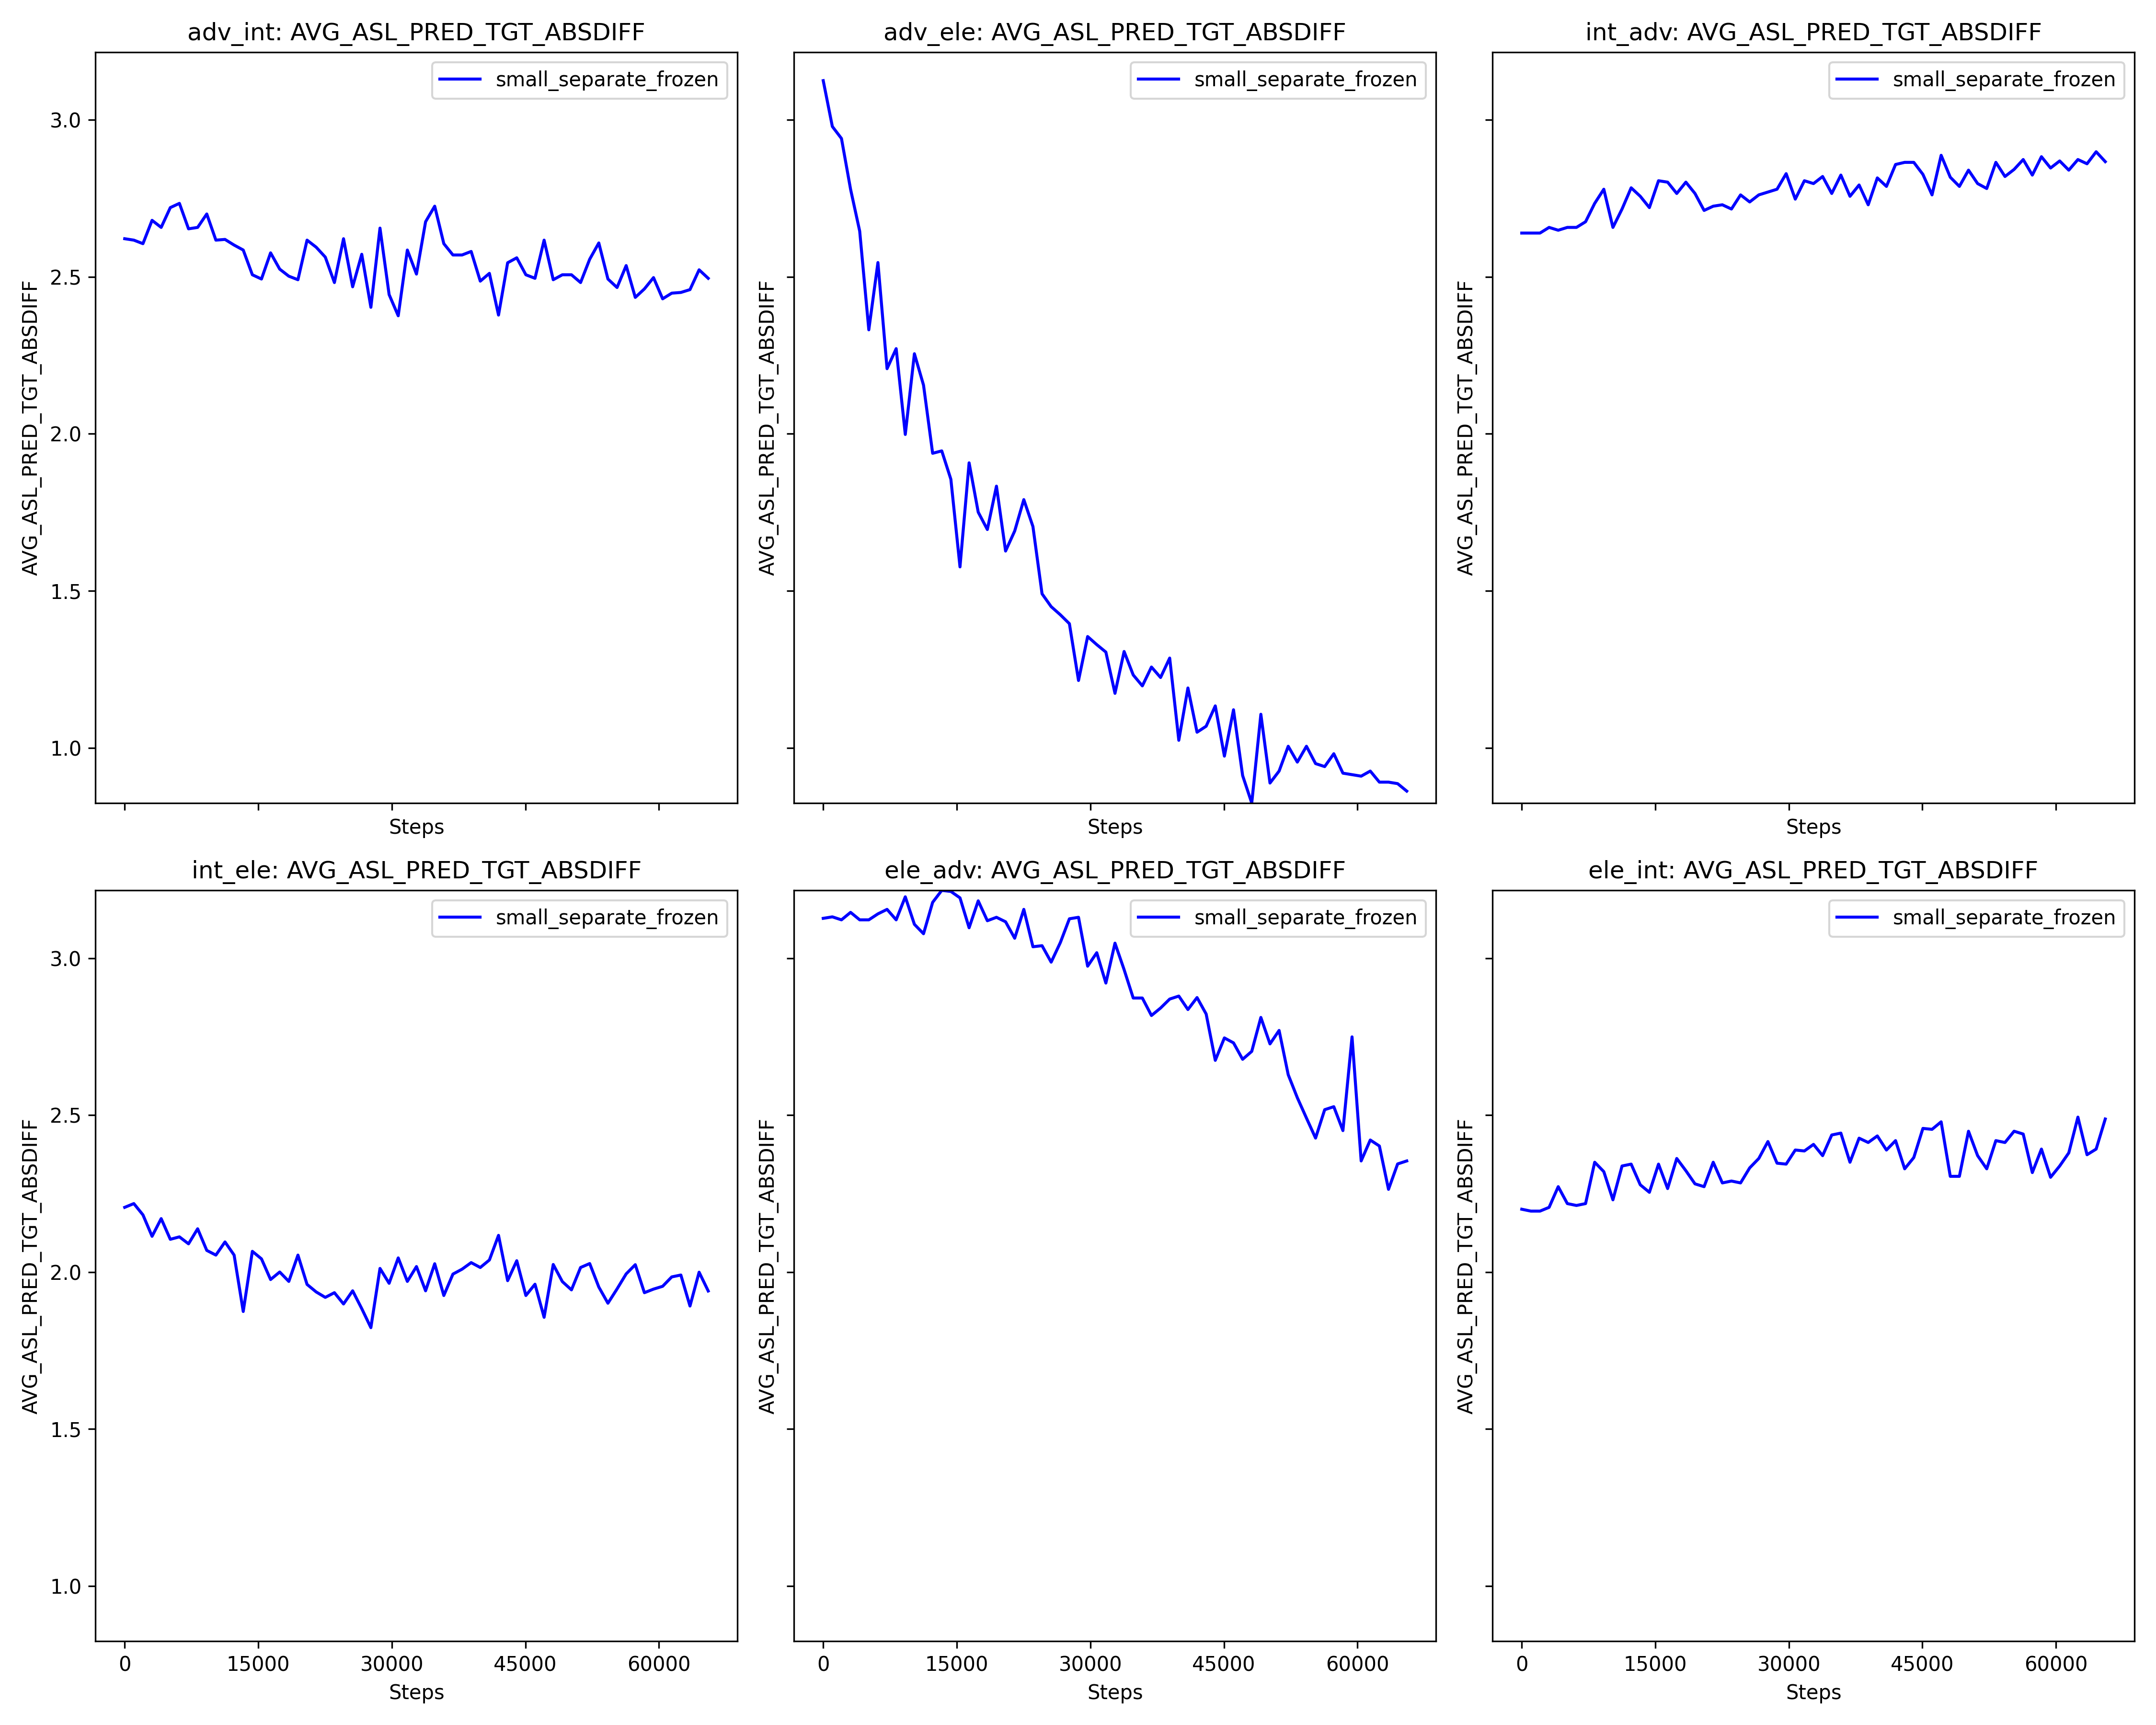 adv_int: AVG_ASL_PRED_TGT_ABSDIFF
small_separate_frozen
AVG_ASL_PRED_TGT_ABSDIFF
3.0
2.5
2.0
1.5
1.0
Steps
adv_ele: AVG_ASL_PRED_TGT_ABSDIFF
small_separate_frozen
AVG_ASL_PRED_TGT_ABSDIFF
Steps
int_adv: AVG_ASL_PRED_TGT_ABSDIFF
small_separate_frozen
AVG_ASL_PRED_TGT_ABSDIFF
Steps
int_ele: AVG_ASL_PRED_TGT_ABSDIFF
small_separate_frozen
AVG_ASL_PRED_TGT_ABSDIFF
3.0
2.5
2.0
1.5
1.0
0 15000 30000 45000 60000
Steps
ele_adv: AVG_ASL_PRED_TGT_ABSDIFF
small_separate_frozen
AVG_ASL_PRED_TGT_ABSDIFF
0 15000 30000 45000 60000
Steps
ele_int: AVG_ASL_PRED_TGT_ABSDIFF
small_separate_frozen
AVG_ASL_PRED_TGT_ABSDIFF
0 15000 30000 45000 60000
Steps